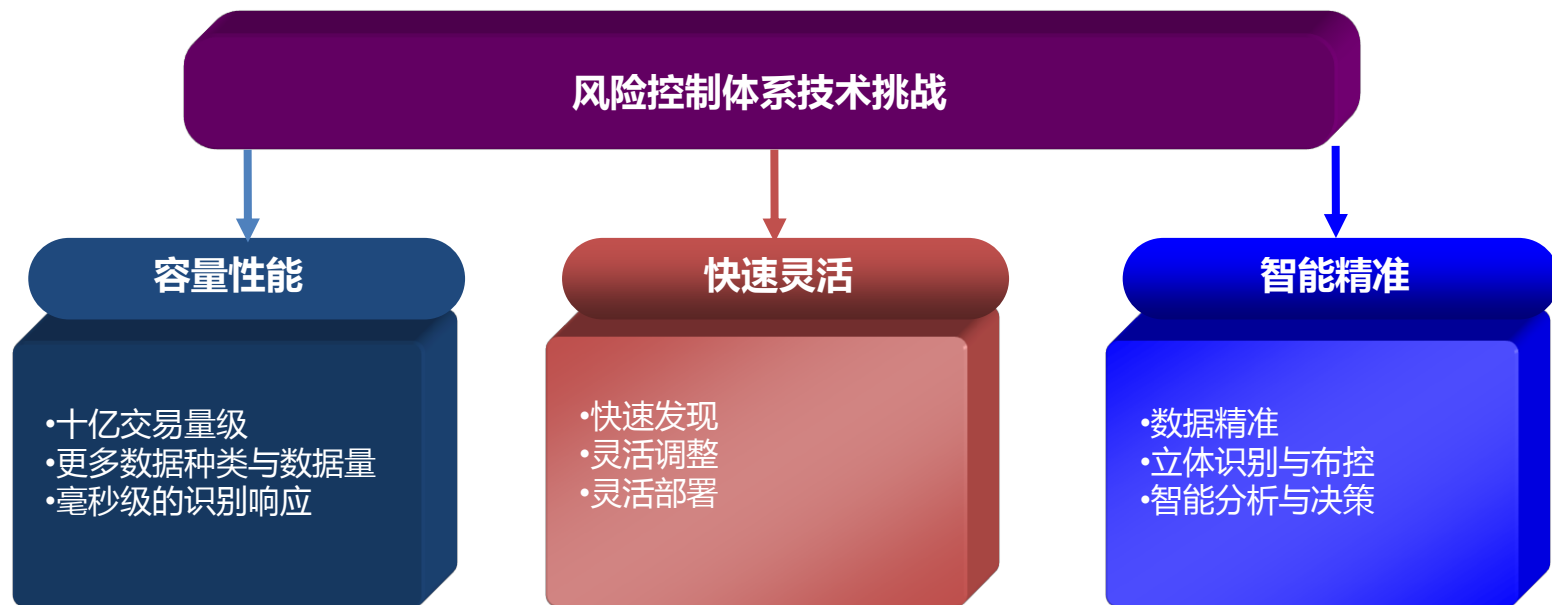 风险控制体系技术挑战
容量性能
•十亿交易量级
•更多数据种类与数据量
•毫秒级的识别响应
快速灵活
•快速发现
•灵活调整
•灵活部署
智能精准
•数据精准
•立体识别与布控
•智能分析与决策